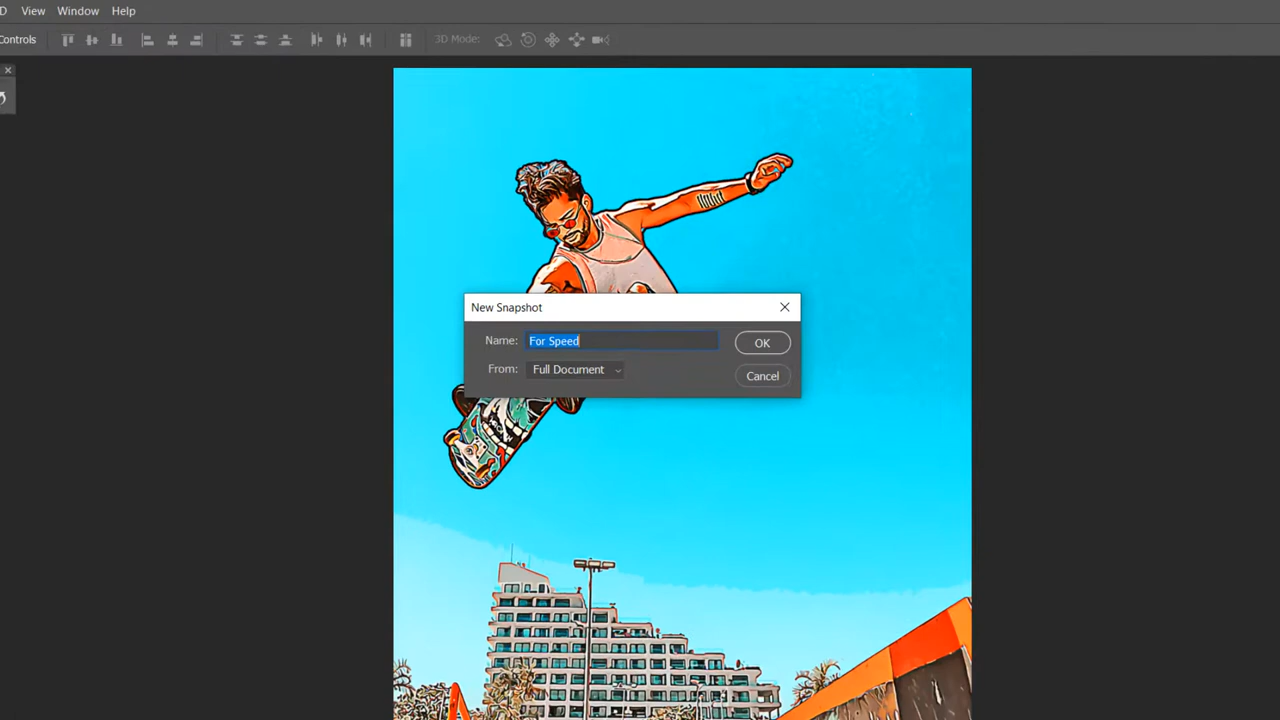 D View Window Help
Controls 3D Mode:
New Snapshot
Name: For Speed OK
From: Full Document
Cancel